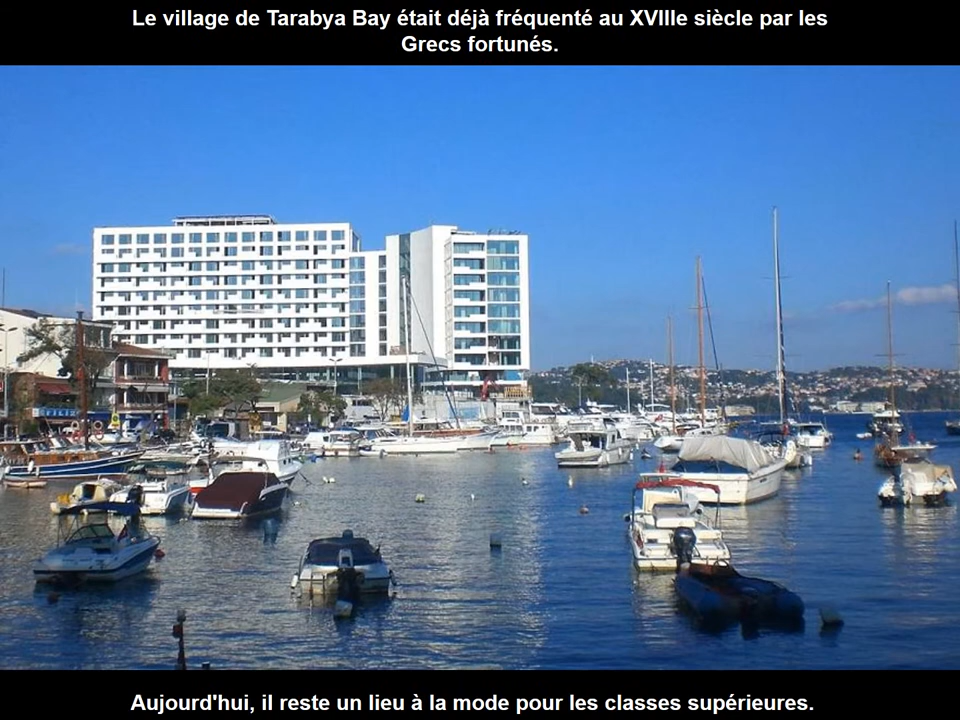 Le village de Tarabya Bay était déjà fréquenté au XVIIIe siècle par les
Grecs fortunés.
FILIZ
Aujourd'hui, il reste un lieu à la mode pour les classes supérieures.